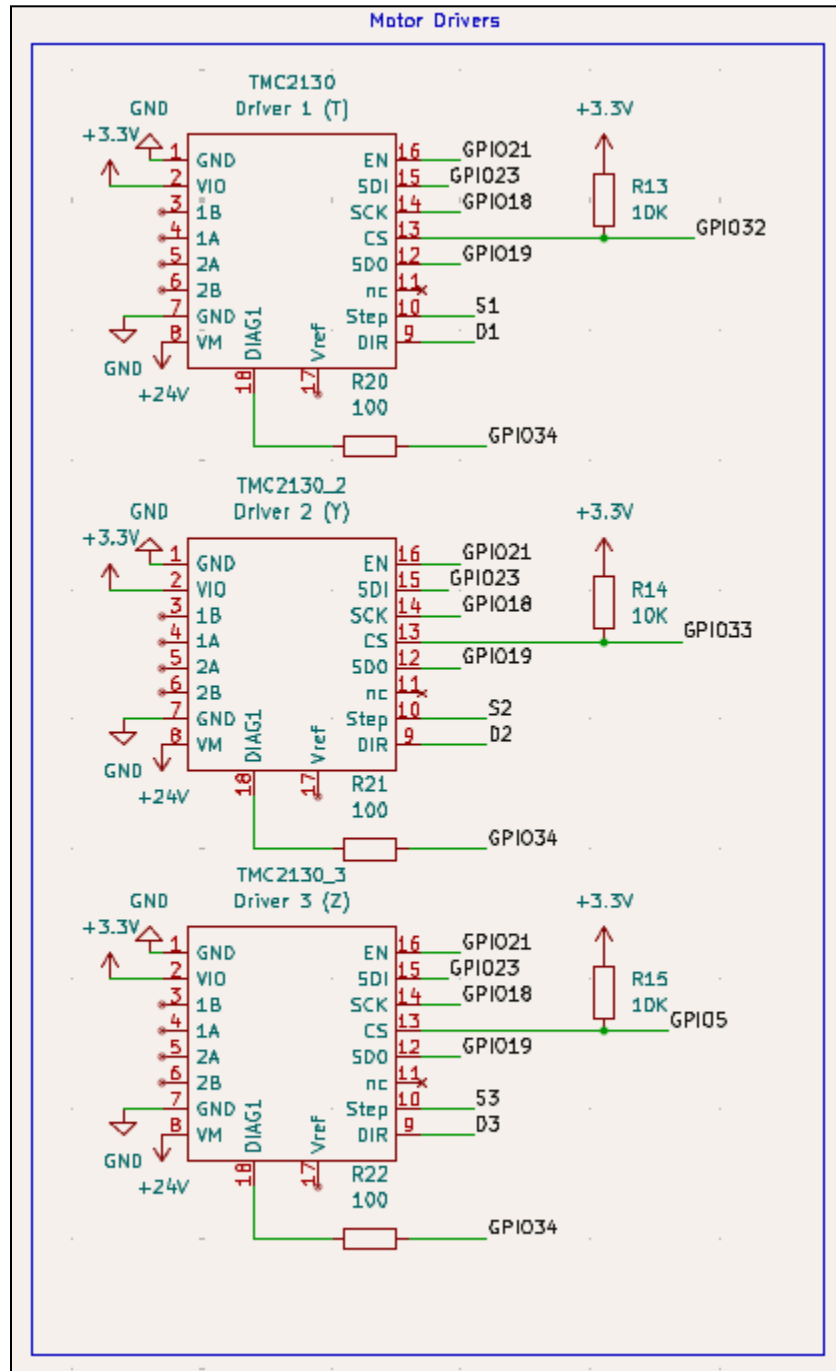 Motor Drivers
TMC2130
GND Driver 1 (T) +3.3V
+3.3V
1 GND EN 16 GPIO21
2 VIO SDI 15 GPIO23
3 1B SCK 14 GPIO18
R13
10K
4 1A CS 13 GPIO32
5 2A SDO 12 GPIO19
6 2B nc 11
7 GND Step 10 S1
8 VM DIR 9 D1
DIAG1 Vref
GND
+24V
18 17
R20
100
GPIO34
TMC2130_2
GND Driver 2 (Y) +3.3V
+3.3V
1 GND EN 16 GPIO21
2 VIO SDI 15 GPIO23
3 1B SCK 14 GPIO18
R14
10K
4 1A CS 13 GPIO33
5 2A SDO 12 GPIO19
6 2B nc 11
7 GND Step 10 S2
8 VM DIR 9 D2
DIAG1 Vref
GND
+24V
18 17
R21
100
GPIO34
TMC2130_3
GND Driver 3 (Z) +3.3V
+3.3V
1 GND EN 16 GPIO21
2 VIO SDI 15 GPIO23
3 1B SCK 14 GPIO18
R15
10K
4 1A CS 13 GPIO5
5 2A SDO 12 GPIO19
6 2B nc 11
7 GND Step 10 S3
8 VM DIR 9 D3
DIAG1 Vref
GND
+24V
18 17
R22
100
GPIO34